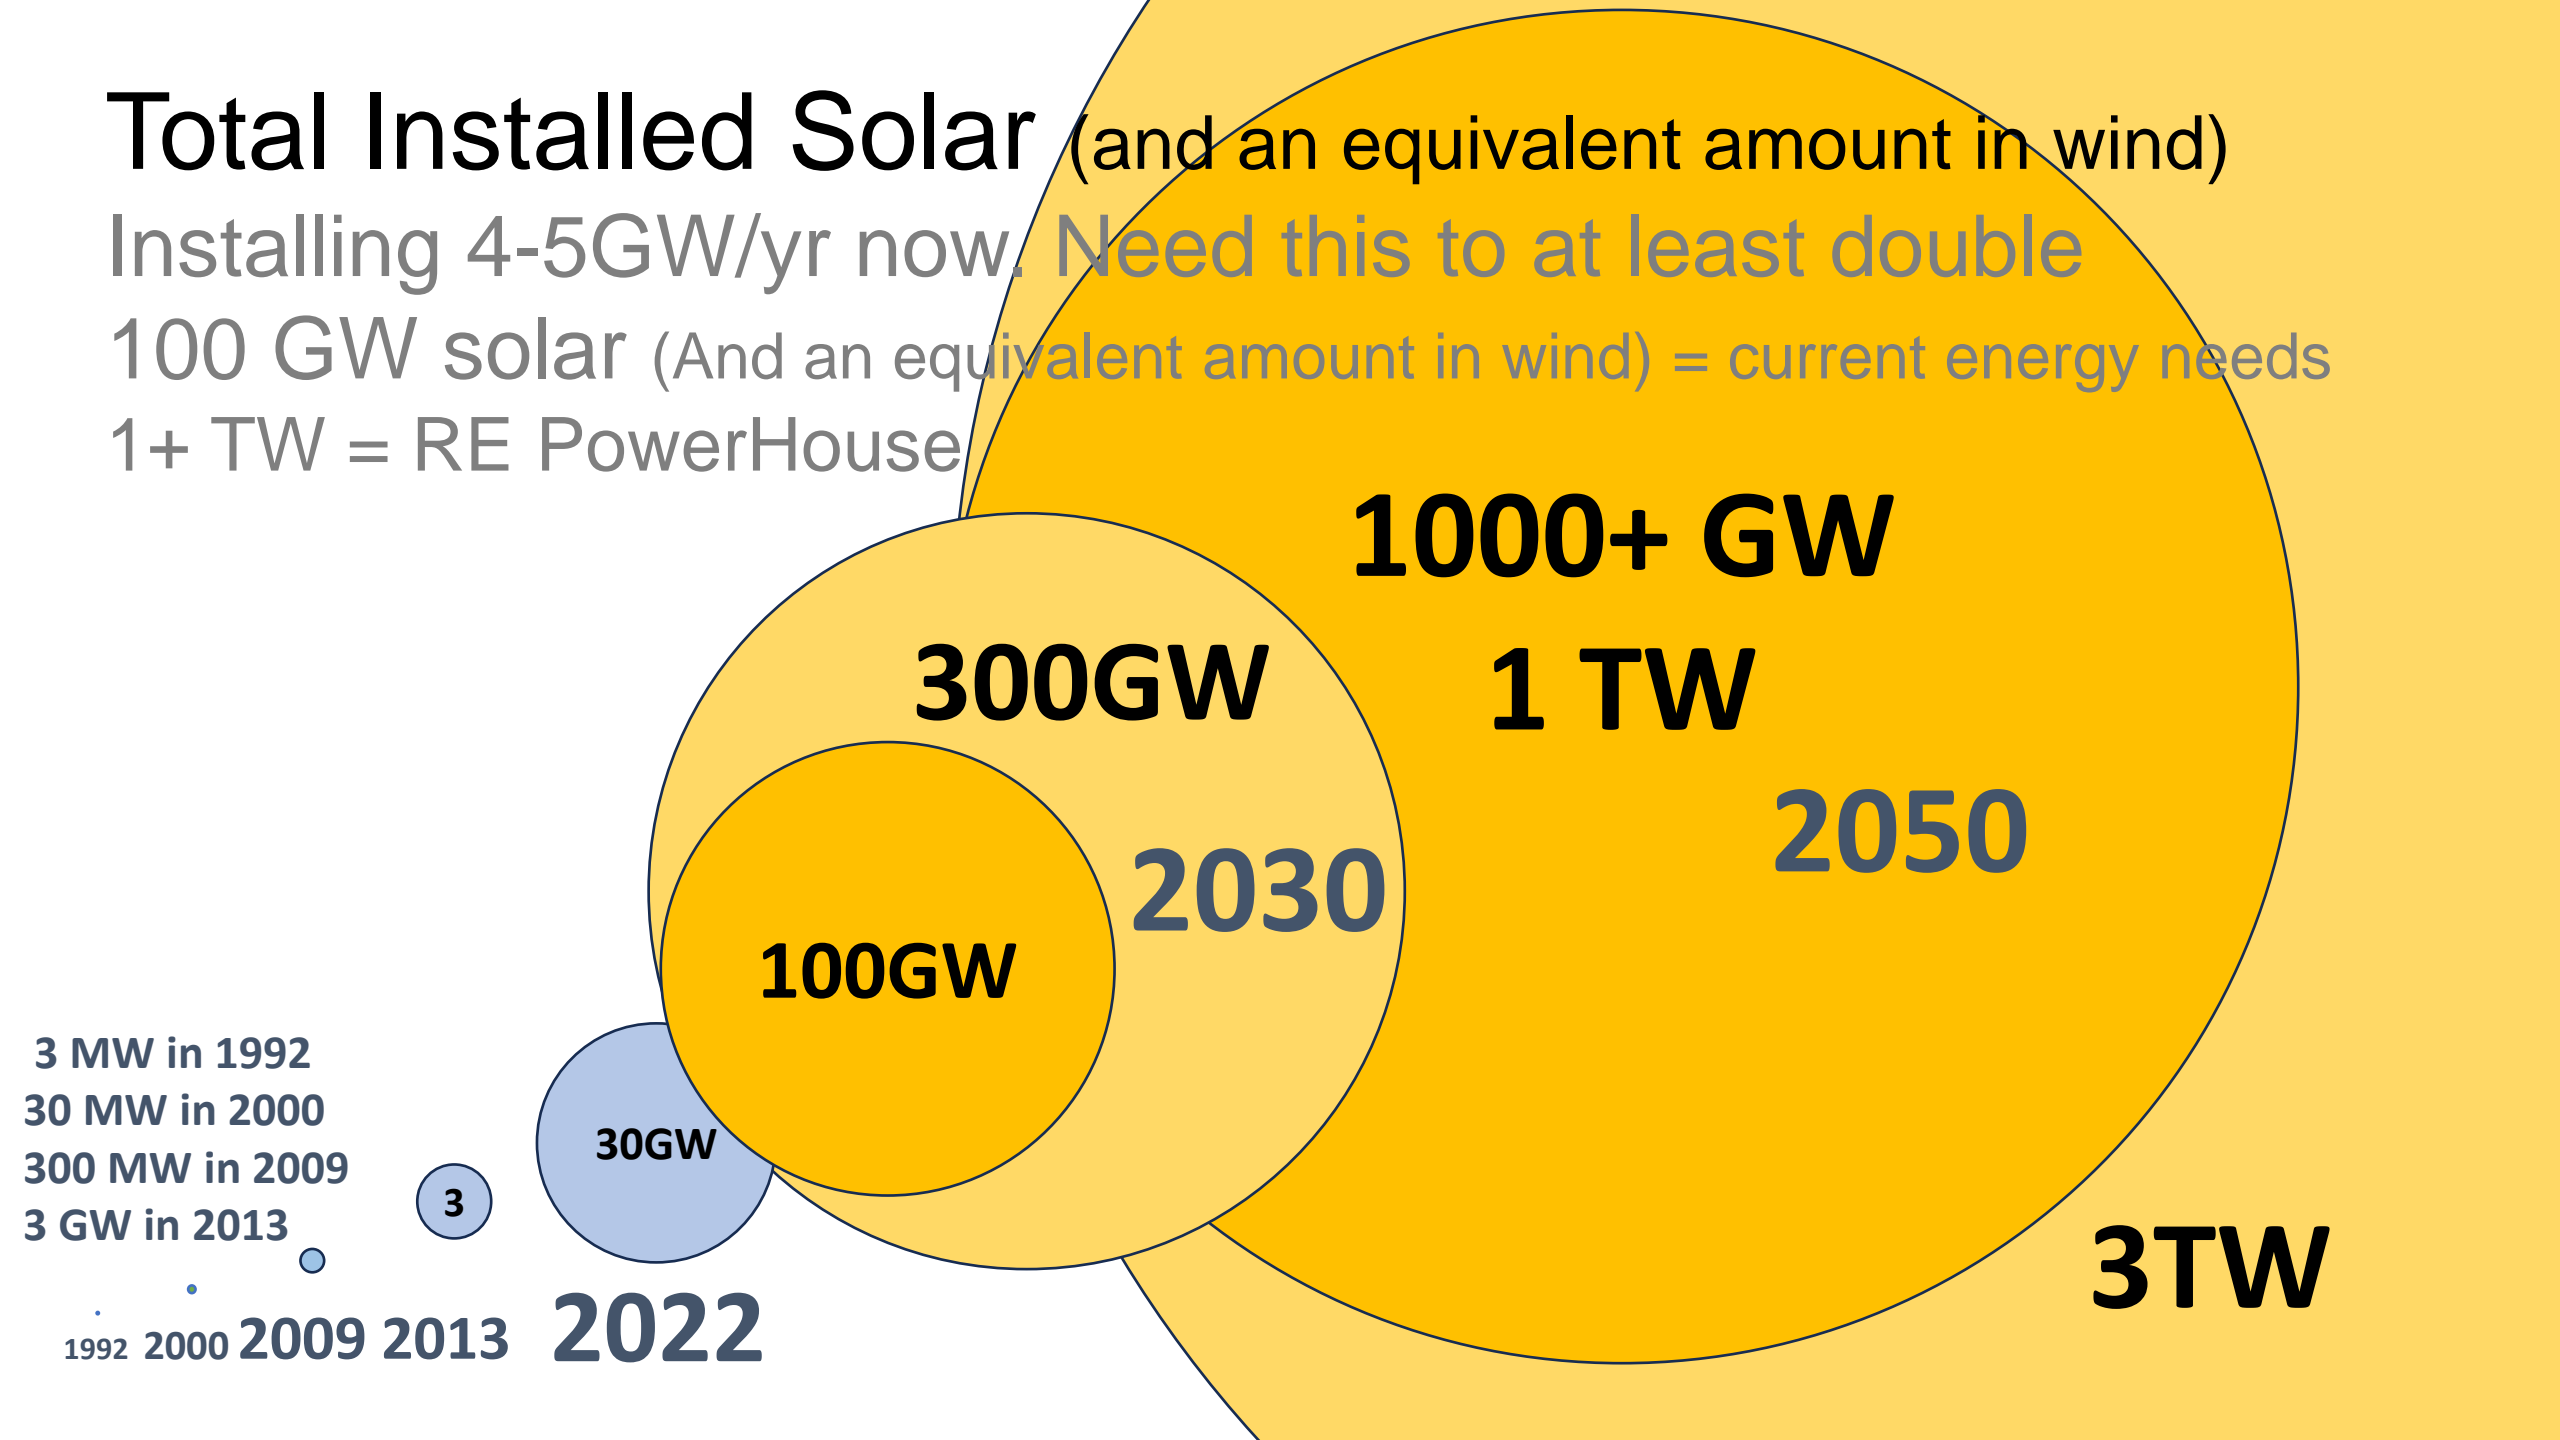 Total Installed Solar (and an equivalent amount in wind)
Installing 4-5GW/yr now. Need this to at least double
100 GW solar (And an equivalent amount in wind) = current energy needs
1+ TW = RE PowerHouse
1000+ GW
1 TW
2050
300GW
2030
100GW
3TW
30GW
3
3 MW in 1992
30 MW in 2000
300 MW in 2009
3 GW in 2013
1992 2000 2009 2013 2022